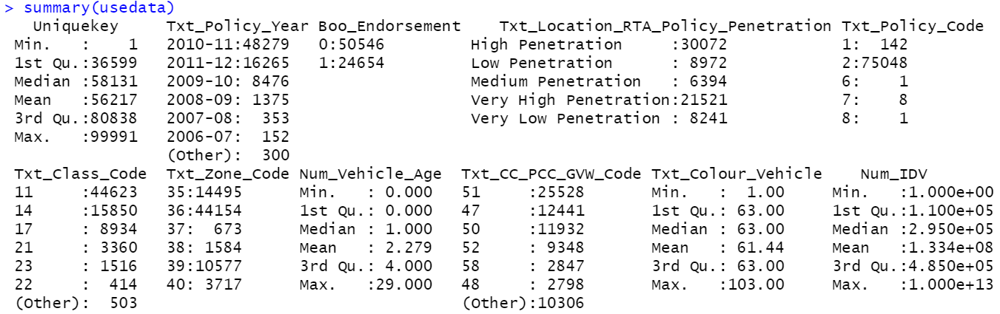 > summary(usedata)
Uniquekey Txt_Policy_Year Boo_Endorsement Txt_Location_RTA_Policy_Penetration Txt_Policy_Code
Min. : 1 2010-11:48279 0:50546 High Penetration :30072 1: 142
1st Qu.:36599 2011-12:16265 1:24654 Low Penetration : 8972 2:75048
Median :58131 2009-10: 8476 Medium Penetration : 6394 6: 1
Mean :56217 2008-09: 1375 Very High Penetration:21521 7: 8
3rd Qu.:80838 2007-08: 353 Very Low Penetration : 8241 8: 1
Max. :99991 2006-07: 152
(Other): 300
Txt_Class_Code Txt_Zone_Code Num_Vehicle_Age Txt_CC_PCC_GVW_Code Txt_Colour_Vehicle Num_IDV
11 :44623 35:14495 Min. : 0.000 51 :25528 Min. : 1.00 Min. :1.000e+00
14 :15850 36:44154 1st Qu.: 0.000 47 :12441 1st Qu.: 63.00 1st Qu.:1.100e+05
17 : 8934 37: 673 Median : 1.000 50 :11932 Median : 63.00 Median :2.950e+05
21 : 3360 38: 1584 Mean : 2.279 52 : 9348 Mean : 61.44 Mean :1.334e+08
23 : 1516 39:10577 3rd Qu.: 4.000 58 : 2847 3rd Qu.: 63.00 3rd Qu.:4.850e+05
22 : 414 40: 3717 Max. :29.000 48 : 2798 Max. :103.00 Max. :1.000e+13
(Other): 503 (Other):10306